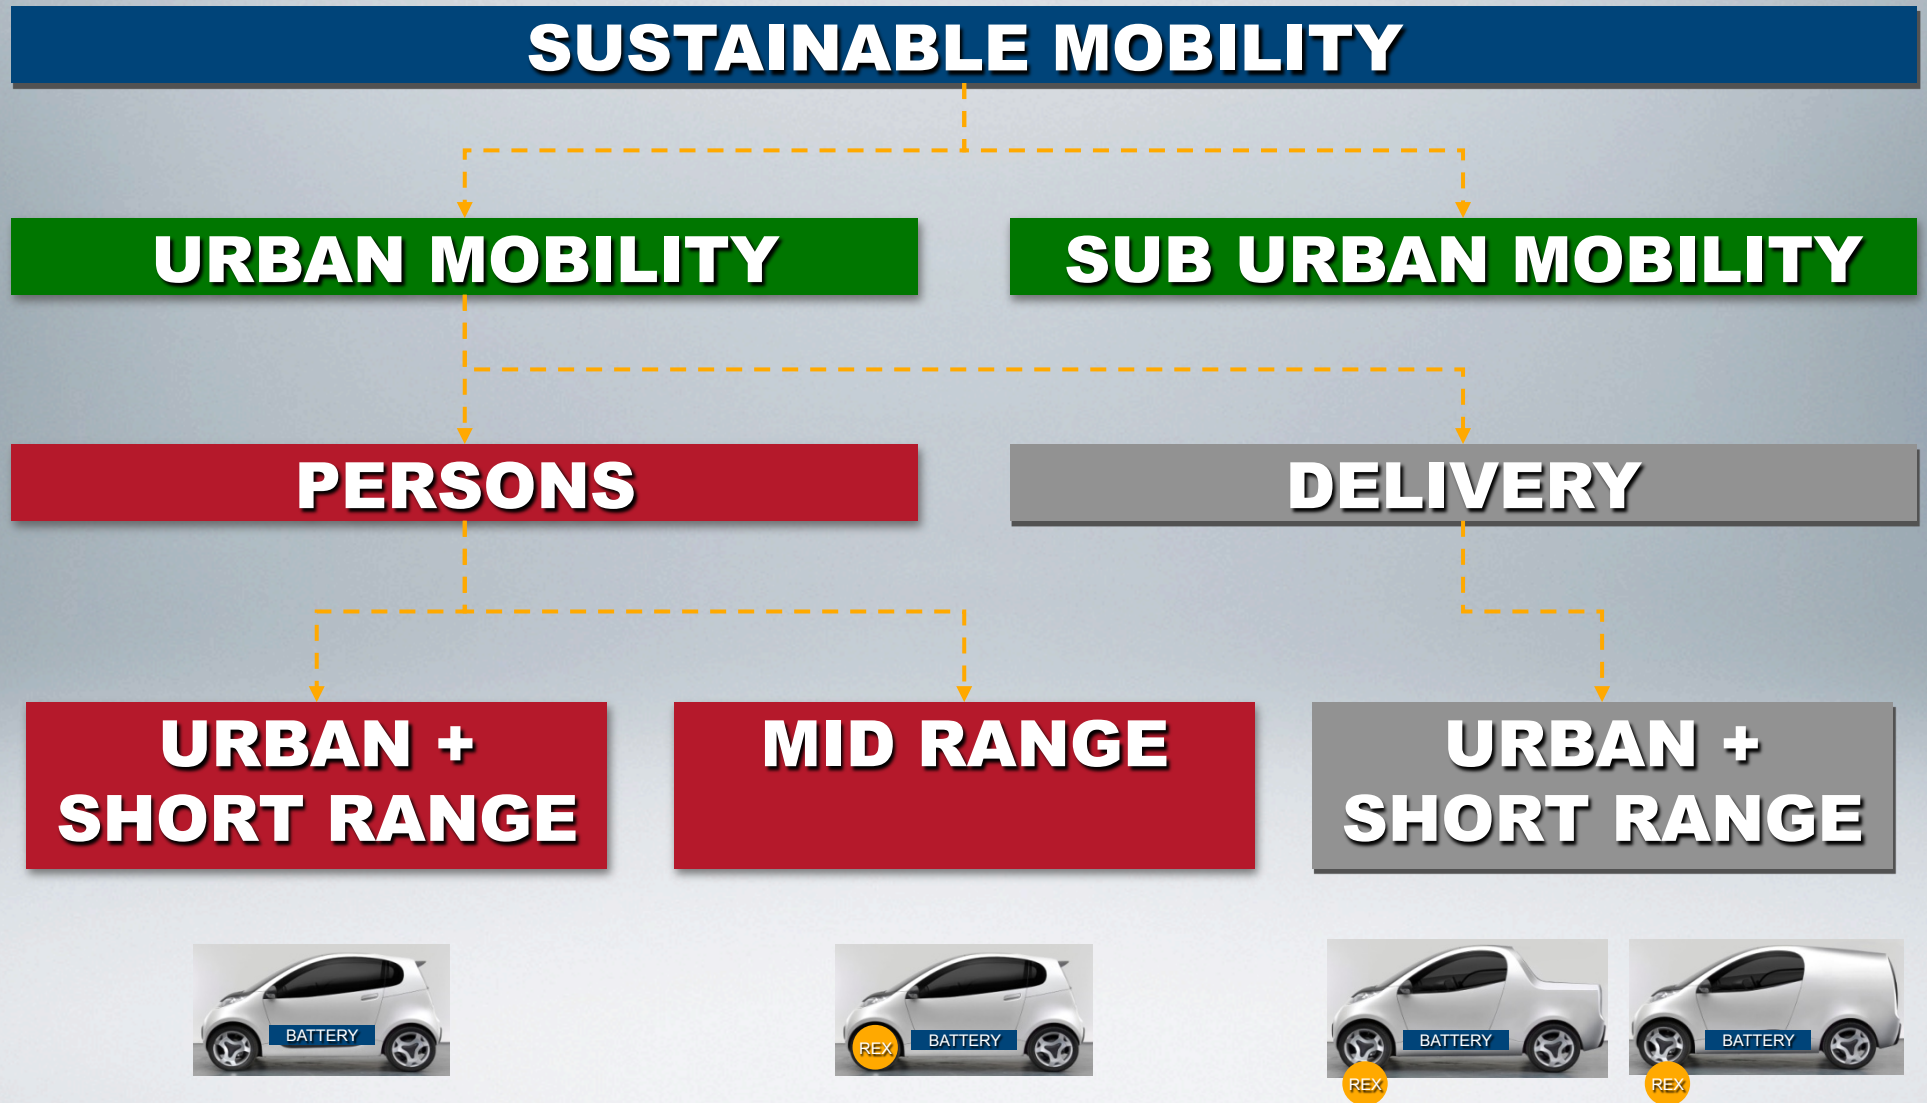 SUSTAINABLE MOBILITY
URBAN MOBILITY
SUB URBAN MOBILITY
PERSONS
DELIVERY
URBAN +
SHORT RANGE
MID RANGE
URBAN +
SHORT RANGE
BATTERY
REX
BATTERY
BATTERY
REX
BATTERY
REX